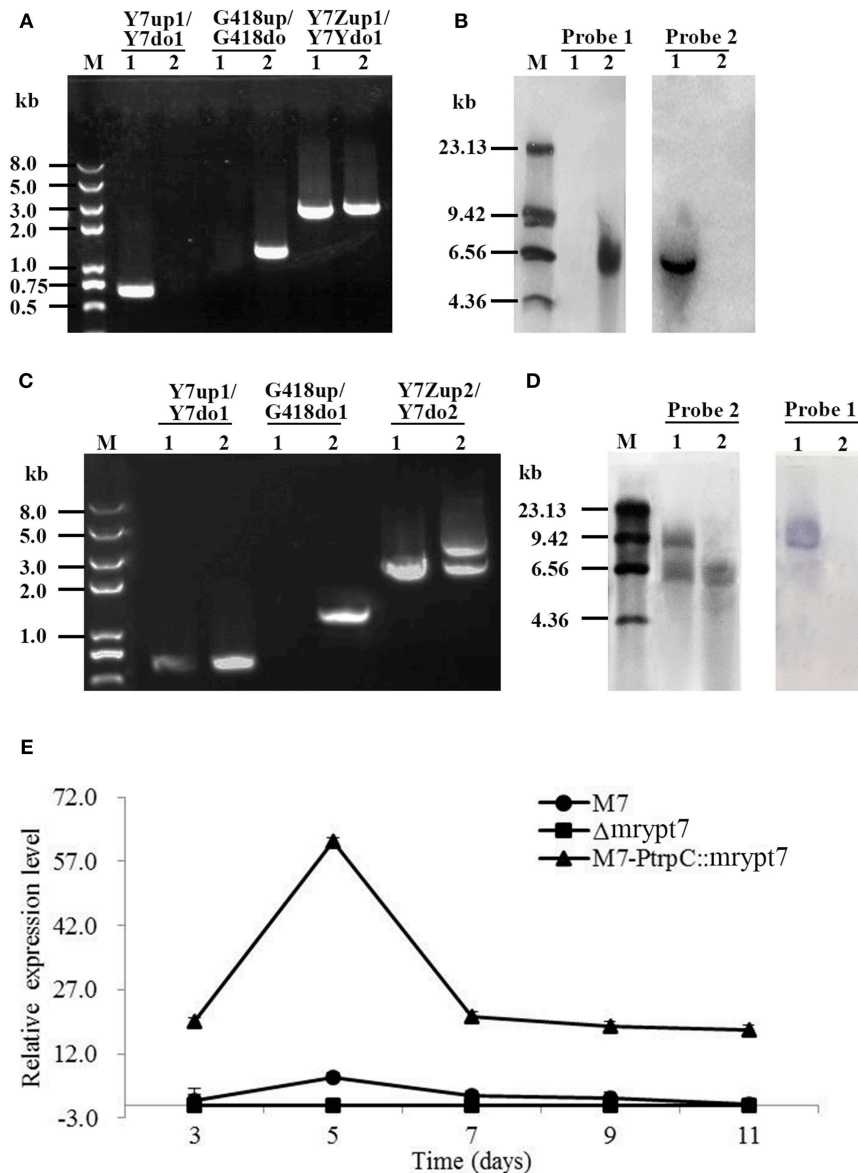 A
Y7up1/ G418up/ Y7Zup1/
Y7do1 G418do Y7Ydo1
M 1 2 1 2 1 2
kb
8.0
5.0
3.0
2.0
1.0
0.75
0.5
B
Probe 1 Probe 2
M 1 2 1 2
kb
23.13
9.42
6.56
4.36
C
Y7up1/ G418up/ Y7Zup2/
Y7do1 G418do1 Y7do2
M 1 2 1 2 1 2
kb
8.0
5.0
3.0
2.0
1.0
D
Probe 2 Probe 1
M 1 2 1 2
kb
23.13
9.42
6.56
4.36
E
Relative expression level
72.0
57.0
42.0
27.0
12.0
-3.0
M7
Δmrypt7
M7-PtrpC::mrypt7
3 5 7 9 11
Time (days)